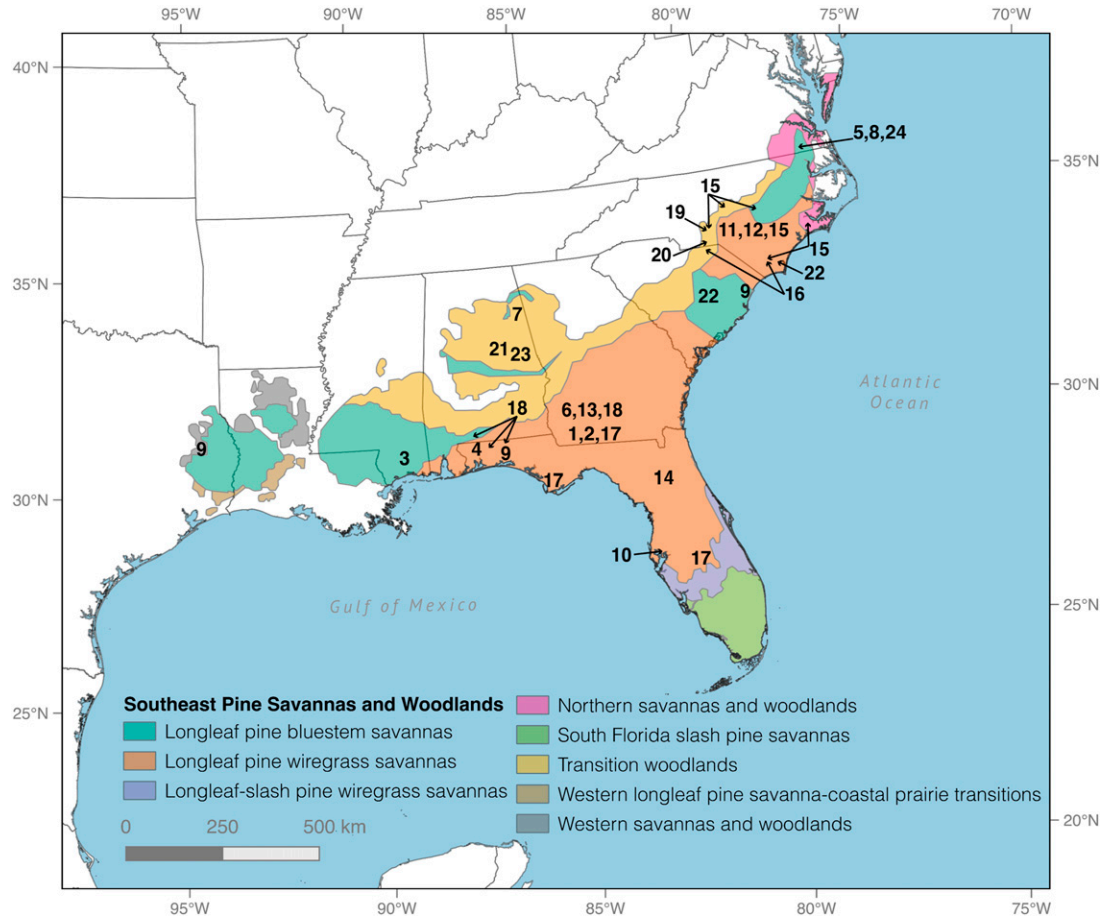 95°W 90°W 85°W 80°W 75°W 70°W
40°N
5,8,24
35°N
15
19
11,12,15
20
15
22
16
35°N
22
9
7
21 23
Atlantic
Ocean
30°N
18
6,13,18
1,2,17
9
3
4
9
17
14
30°N
10
17
Gulf of Mexico
25°N
25°N
Southeast Pine Savannas and Woodlands
Longleaf pine bluestem savannas
Longleaf pine wiregrass savannas
Longleaf-slash pine wiregrass savannas
0 250 500 km
Northern savannas and woodlands
South Florida slash pine savannas
Transition woodlands
Western longleaf pine savanna-coastal prairie transitions
Western savannas and woodlands
20°N
95°W 90°W 85°W 80°W 75°W